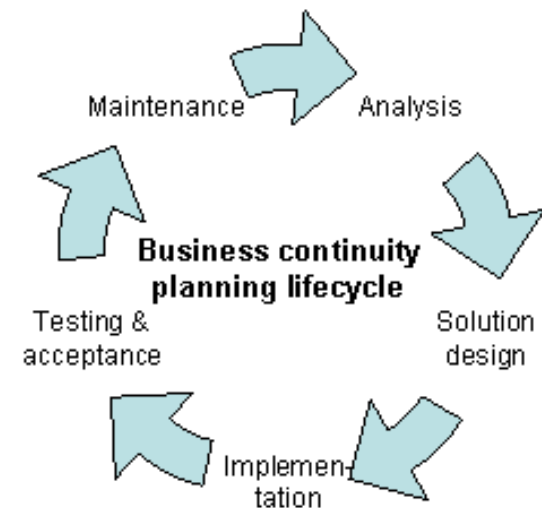 Maintenance
Analysis
Business continuity
planning lifecycle
Testing &
acceptance
Solution
design
Implemen-
tation